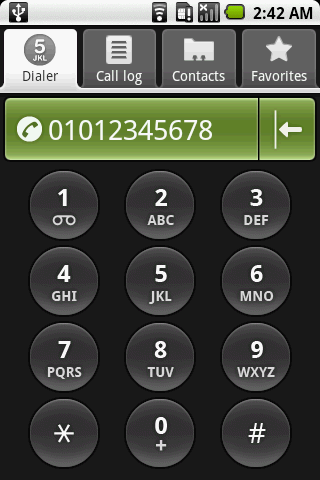 2:42 AM
5 JKL
Dialer Call log Contacts Favorites
01012345678
1 2 3
ABC DEF
4 5 6
GHI JKL MNO
7 8 9
PQRS TUV WXYZ
* 0 #
+